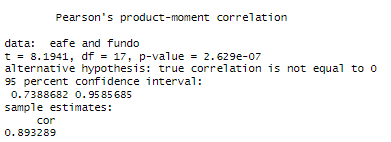 Pearson's product-moment correlation
data:  eafe and fundo
t = 8.1941, df = 17, p-value = 2.629e-07
alternative hypothesis: true correlation is not equal to 0
95 percent confidence interval:
 0.7388682 0.9585685
sample estimates:
     cor
0.893289